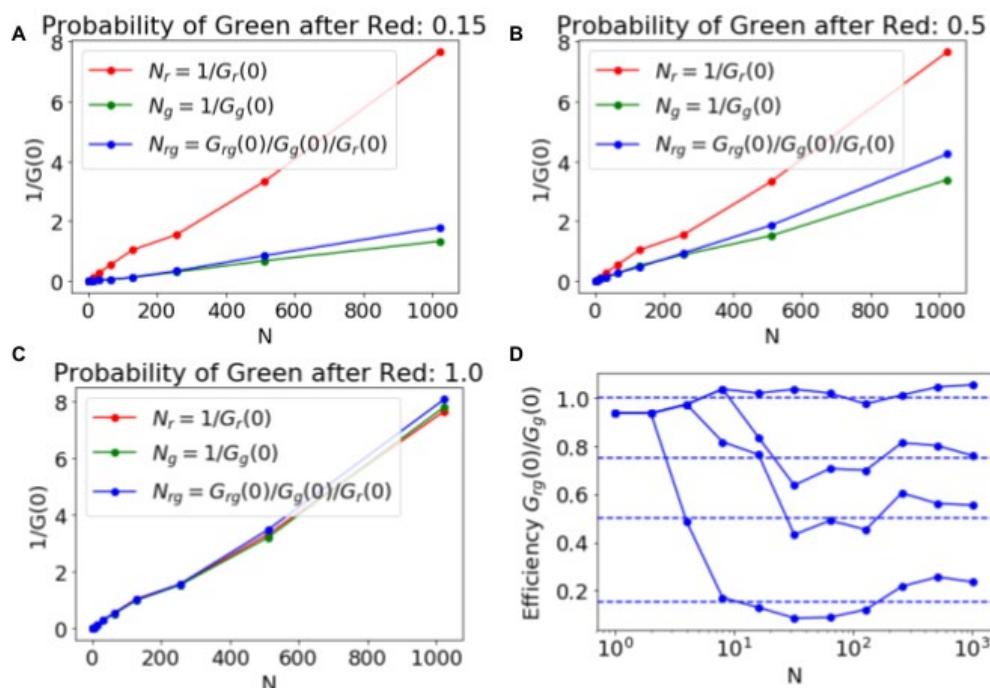 A
Probability of Green after Red: 0.15
8
6
4
2
0
1/G(0)
N_r = 1/G_r(0)
N_g = 1/G_g(0)
N_rg = G_rg(0)/G_g(0)/G_r(0)
0 200 400 600 800 1000
N
B
Probability of Green after Red: 0.5
8
6
4
2
0
1/G(0)
N_r = 1/G_r(0)
N_g = 1/G_g(0)
N_rg = G_rg(0)/G_g(0)/G_r(0)
0 200 400 600 800 1000
N
C
Probability of Green after Red: 1.0
8
6
4
2
0
1/G(0)
N_r = 1/G_r(0)
N_g = 1/G_g(0)
N_rg = G_rg(0)/G_g(0)/G_r(0)
0 200 400 600 800 1000
N
D
1.0
0.8
0.6
0.4
0.2
Efficiency G_rg(0)/G_g(0)
10^0 10^1 10^2 10^3
N